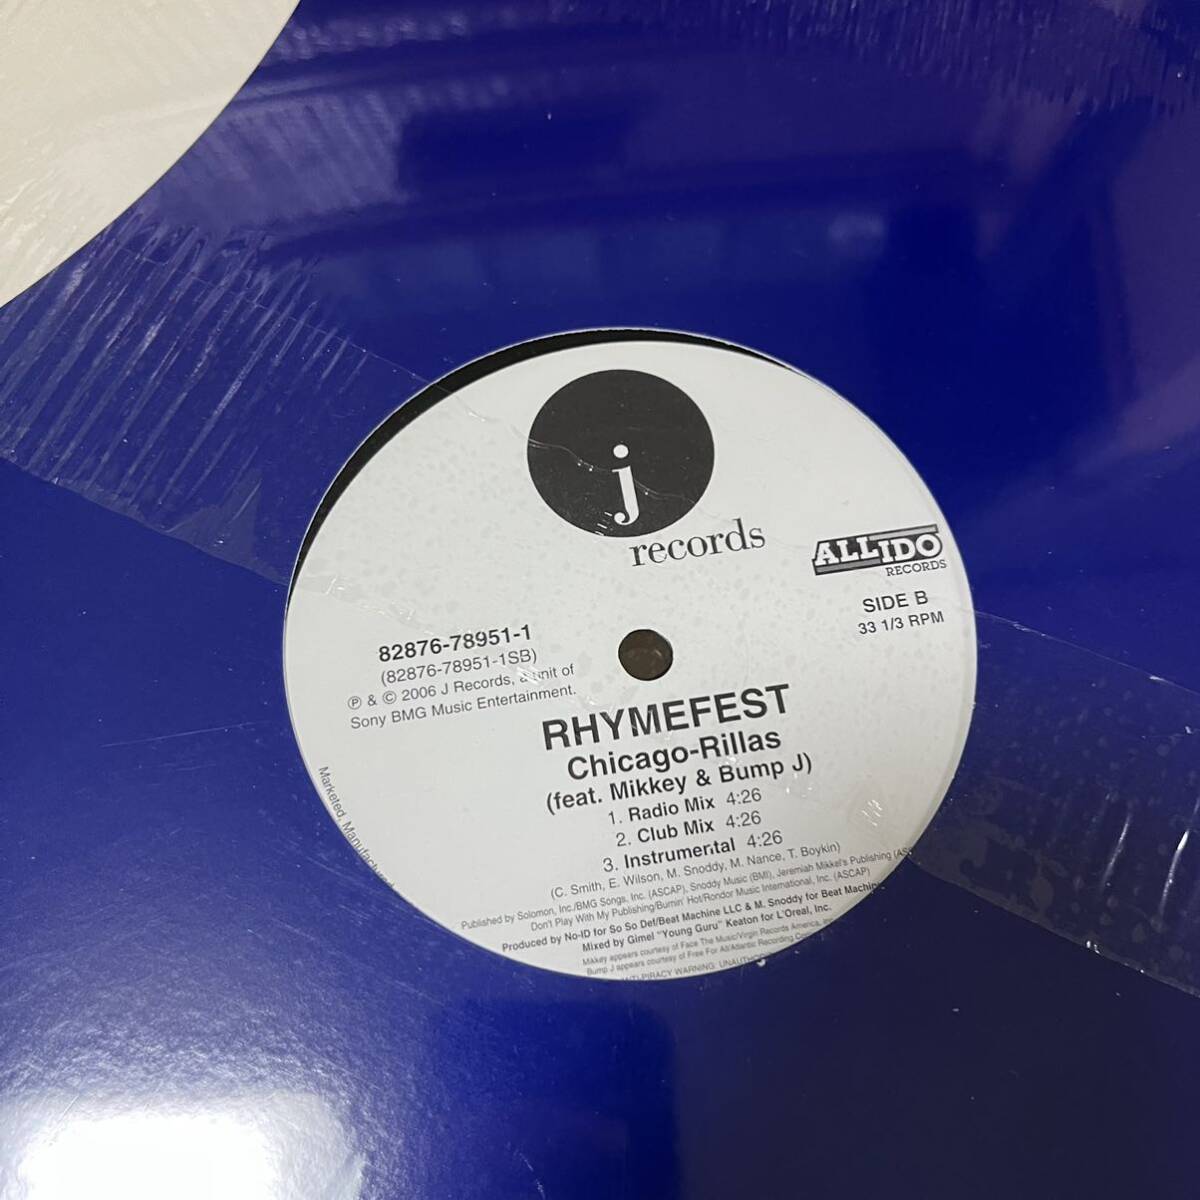 j
records
ALLIDO
RECORDS
SIDE B
33 1/3 RPM
82876-78951-1
(82876-78951-1SB)
℗ & © 2006 J Records, a unit of
Sony BMG Music Entertainment.
RHYMEFEST
Chicago-Rillas
(feat. Mikkey & Bump J)
1. Radio Mix 4:26
2. Club Mix 4:26
3. Instrumental 4:26
(C. Smith, E. Wilson, M. Snoddy, M. Nance, T. Boykin)
Published by Solomon, Inc./BMG Songs, Inc. (ASCAP), Snoddy Music (BMI), Jeremiah Mikkel's Publishing (AS
Don't Play With My Publishing/Burnin' Hot/Rondor Music International, Inc. (ASCAP)
Produced by No-ID for So So Def/Beat Machine LLC & M. Snoddy for Beat Machin
Mixed by Gimel "Young Guru" Keaton for L'Oreal, Inc.
Mikkey appears courtesy of Face The Music/Virgin Records America,
Bump J appears courtesy of Free For All/Atlantic Recording
ANTI-PIRACY WARNING:
Marketed, Manufactured